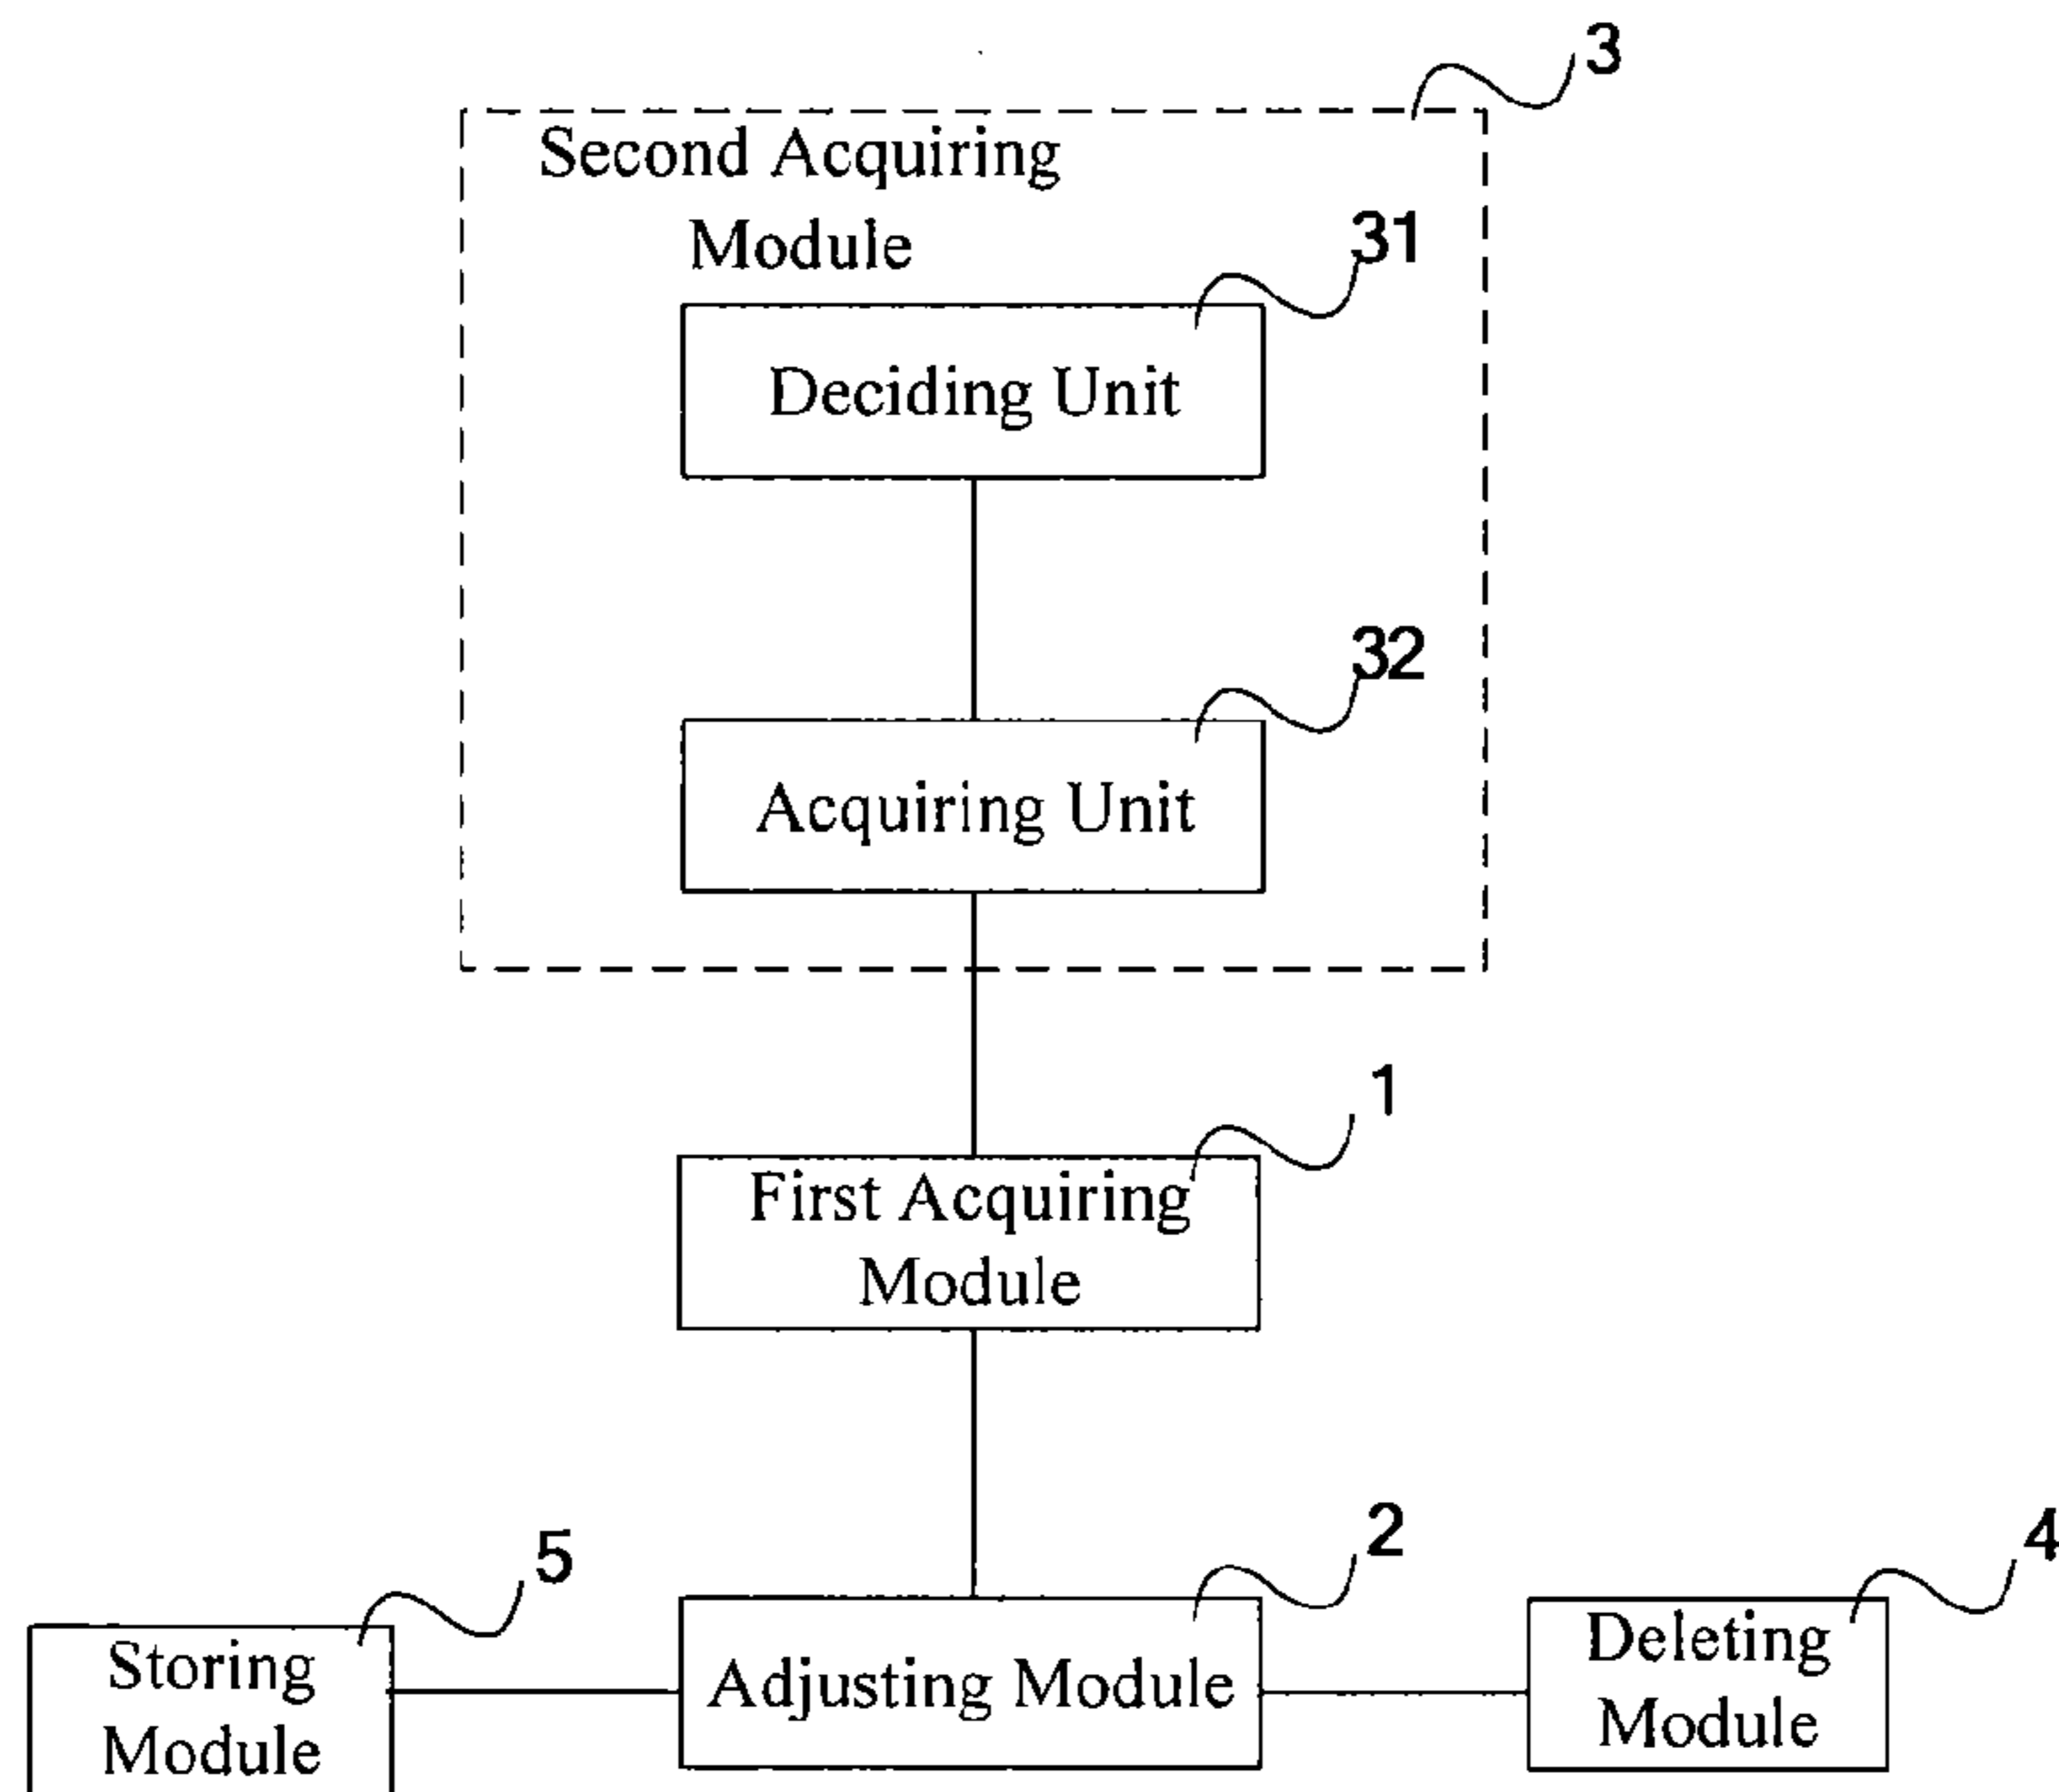 3
Second Acquiring
Module
31
Deciding Unit
32
Acquiring Unit
1
First Acquiring
Module
2
5
4
Storing
Module
Adjusting Module
Deleting
Module